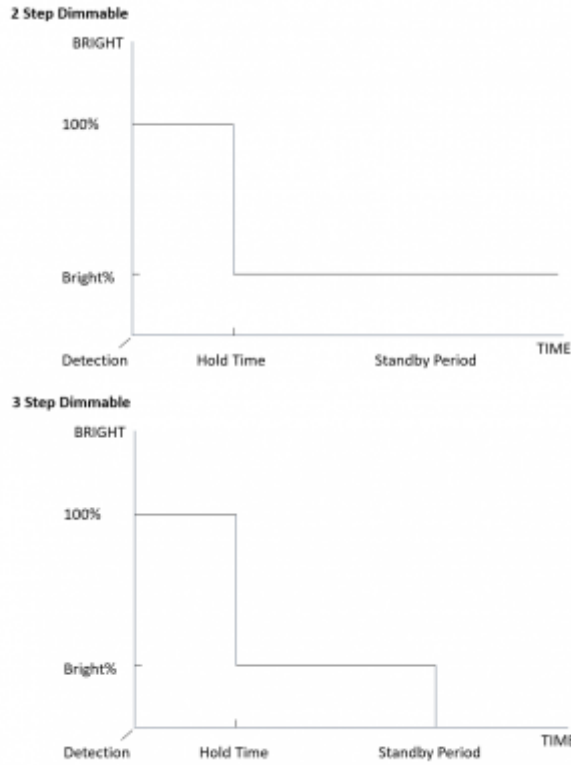 2 Step Dimmable
BRIGHT
100%
Bright%
TIME
Detection Hold Time Standby Period
3 Step Dimmable
BRIGHT
100%
Bright%
TIME
Detection Hold Time Standby Period